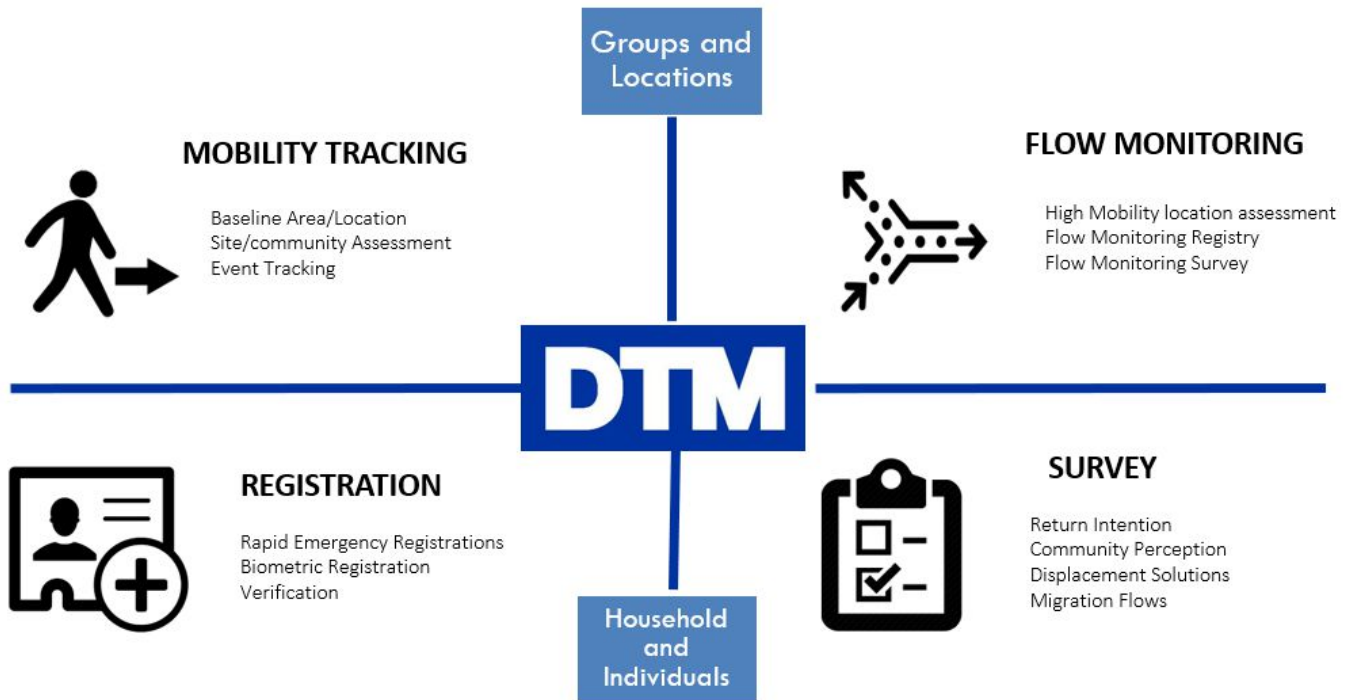 Groups and
Locations
MOBILITY TRACKING
Baseline Area/Location
Site/community Assessment
Event Tracking
FLOW MONITORING
High Mobility location assessment
Flow Monitoring Registry
Flow Monitoring Survey
DTM
REGISTRATION
Rapid Emergency Registrations
Biometric Registration
Verification
SURVEY
Return Intention
Community Perception
Displacement Solutions
Migration Flows
Household
and
Individuals